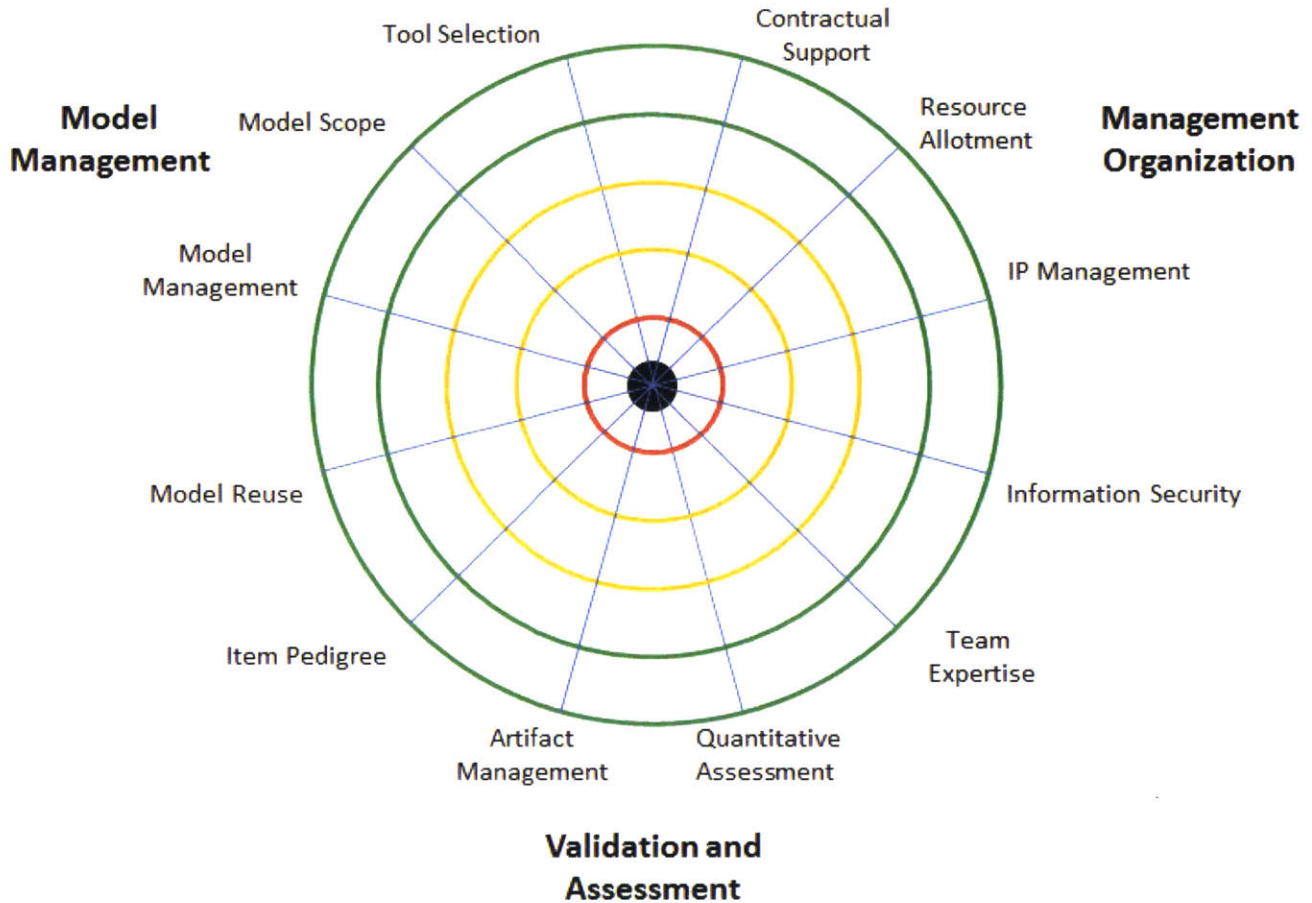 Tool Selection
Contractual
Support
Model
Management
Model Scope
Resource
Allotment
Management
Organization
Model
Management
IP Management
Model Reuse
Information Security
Item Pedigree
Team
Expertise
Artifact
Management
Quantitative
Assessment
Validation and
Assessment